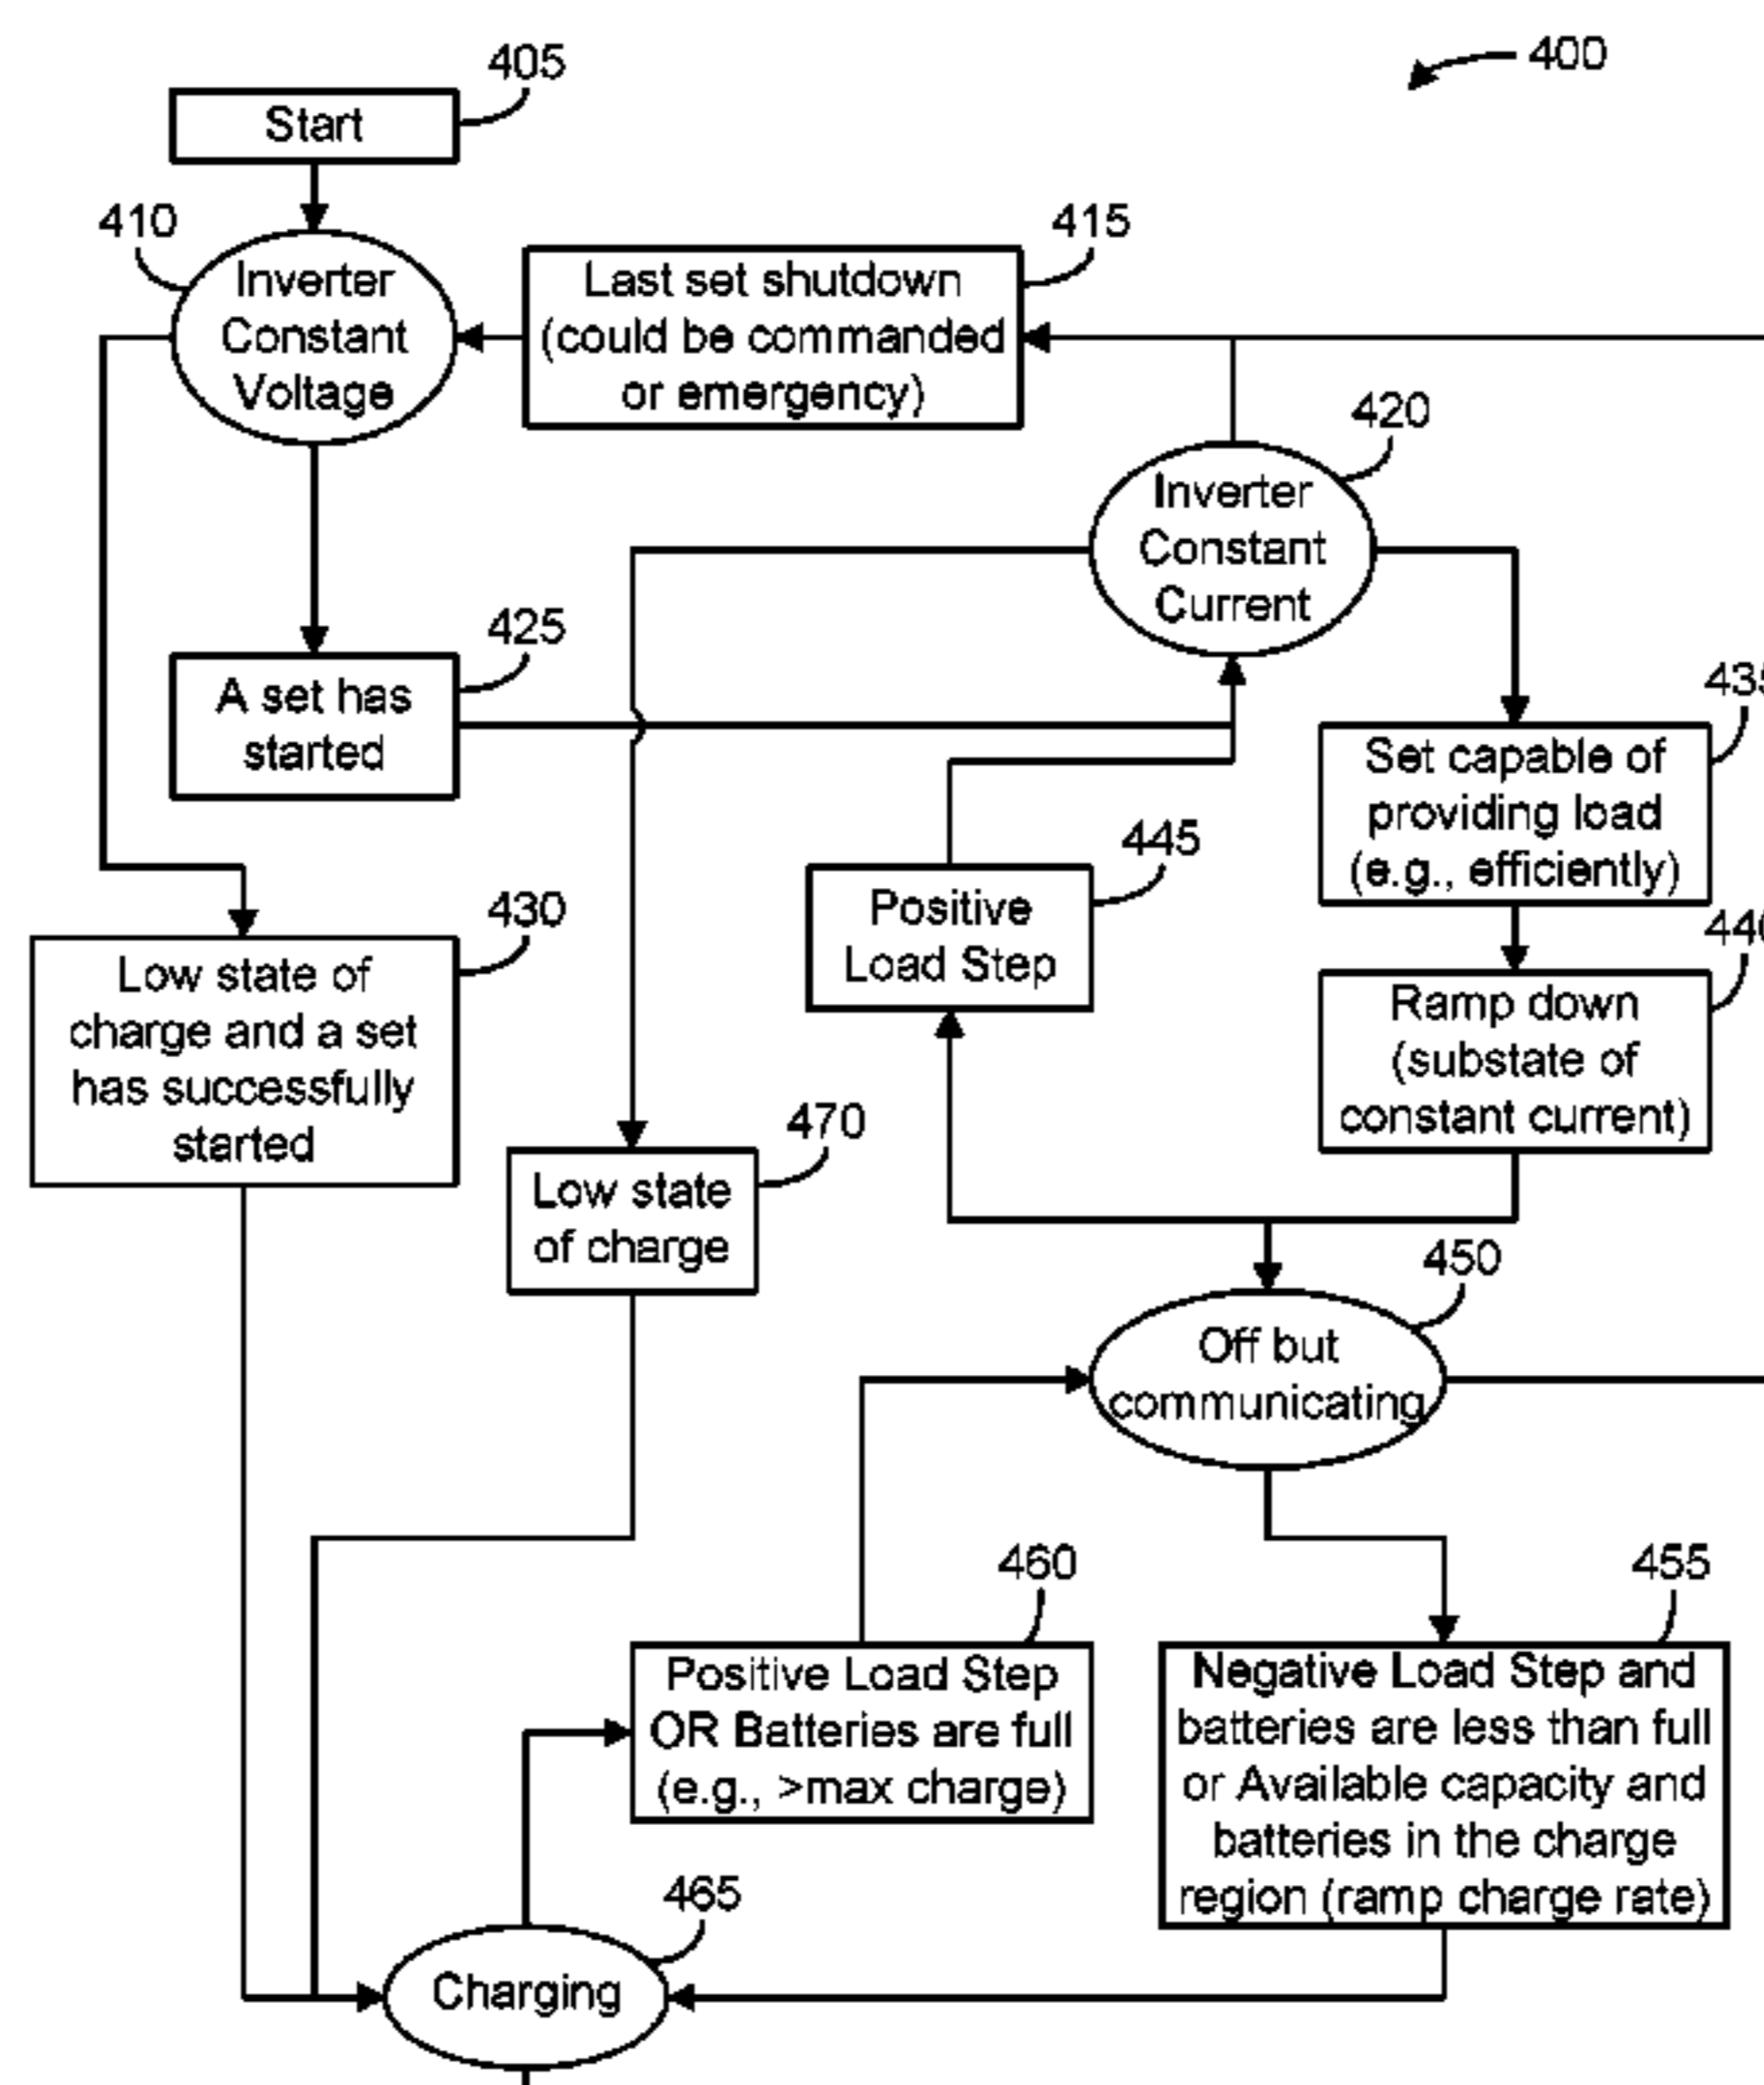 400
405
Start
410
Inverter
Constant
Voltage
415
Last set shutdown
(could be commanded
or emergency)
420
Inverter
Constant
Current
425
A set has
started
435
Set capable of
providing load
(e.g., efficiently)
430
Low state of
charge and a set
has successfully
started
445
Positive
Load Step
440
Ramp down
(substate of
constant current)
470
Low state
of charge
450
Off but
communicating
460
Positive Load Step
OR Batteries are full
(e.g., >max charge)
455
Negative Load Step and
batteries are less than full
or Available capacity and
batteries in the charge
region (ramp charge rate)
465
Charging